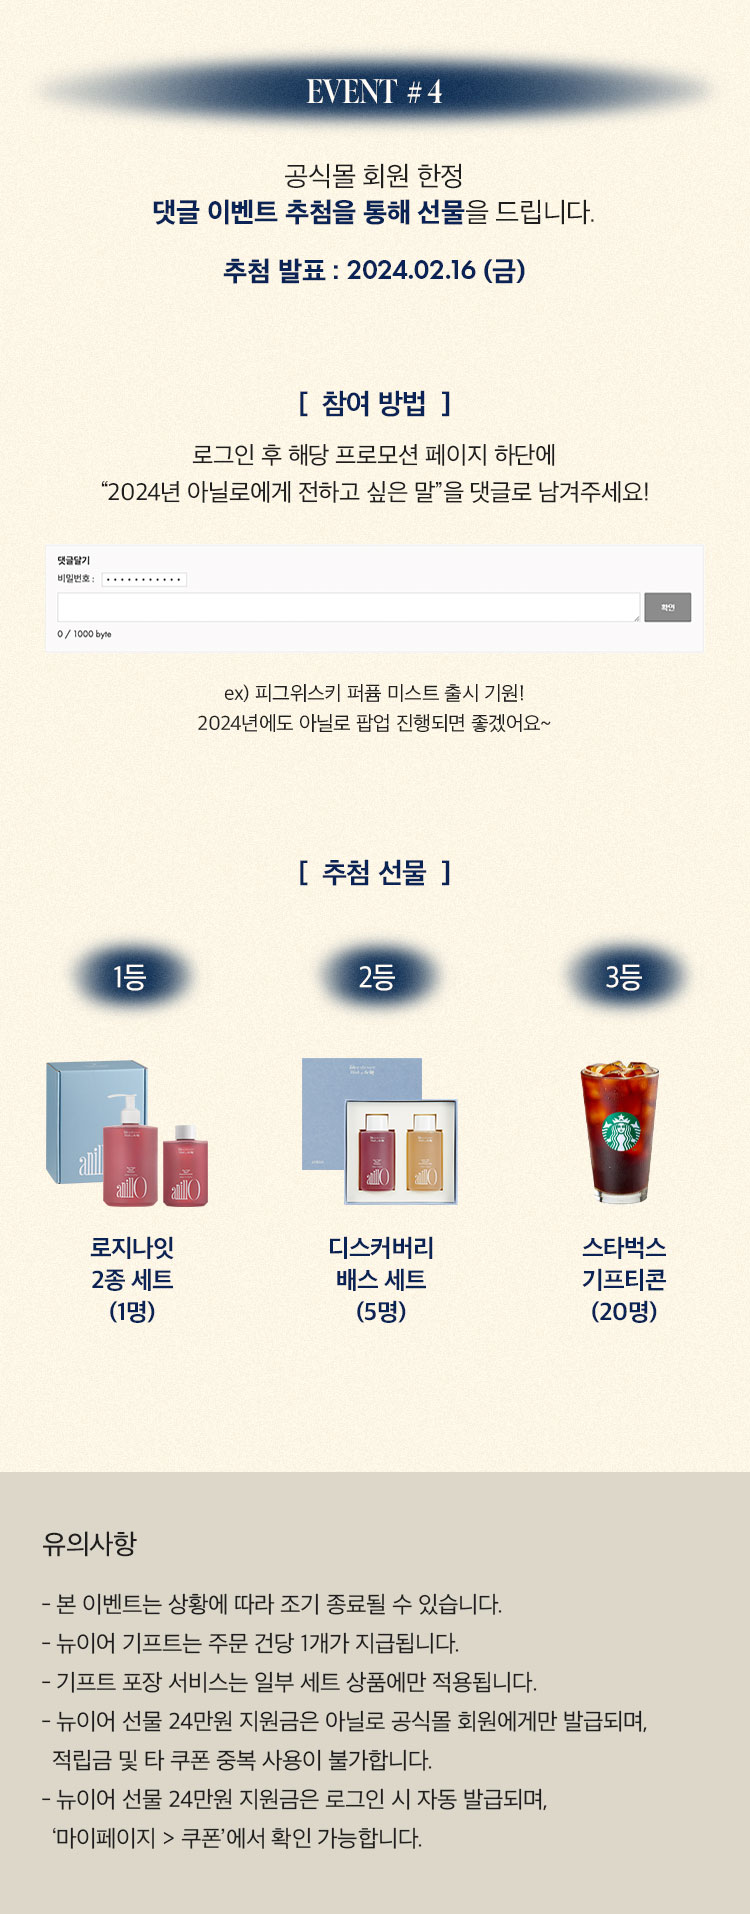 EVENT # 4
공식몰 회원 한정
댓글 이벤트 추첨을 통해 선물을 드립니다.
추첨 발표 : 2024.02.16 (금)
[ 참여 방법 ]
로그인 후 해당 프로모션 페이지 하단에
“2024년 아닐로에게 전하고 싶은 말”을 댓글로 남겨주세요!
댓글달기
비밀번호 : • • • • • • • • • • •
확인
0 / 1000 byte
ex) 피그위스키 퍼퓸 미스트 출시 기원!
2024년에도 아닐로 팝업 진행되면 좋겠어요~
[ 추첨 선물 ]
1등
2등
3등
anillO
anillO
anillO
anillO
로지나잇
2종 세트
(1명)
디스커버리
배스 세트
(5명)
스타벅스
기프티콘
(20명)
유의사항
- 본 이벤트는 상황에 따라 조기 종료될 수 있습니다.
- 뉴이어 기프트는 주문 건당 1개가 지급됩니다.
- 기프트 포장 서비스는 일부 세트 상품에만 적용됩니다.
- 뉴이어 선물 24만원 지원금은 아닐로 공식몰 회원에게만 발급되며,
적립금 및 타 쿠폰 중복 사용이 불가합니다.
- 뉴이어 선물 24만원 지원금은 로그인 시 자동 발급되며,
‘마이페이지 > 쿠폰’에서 확인 가능합니다.